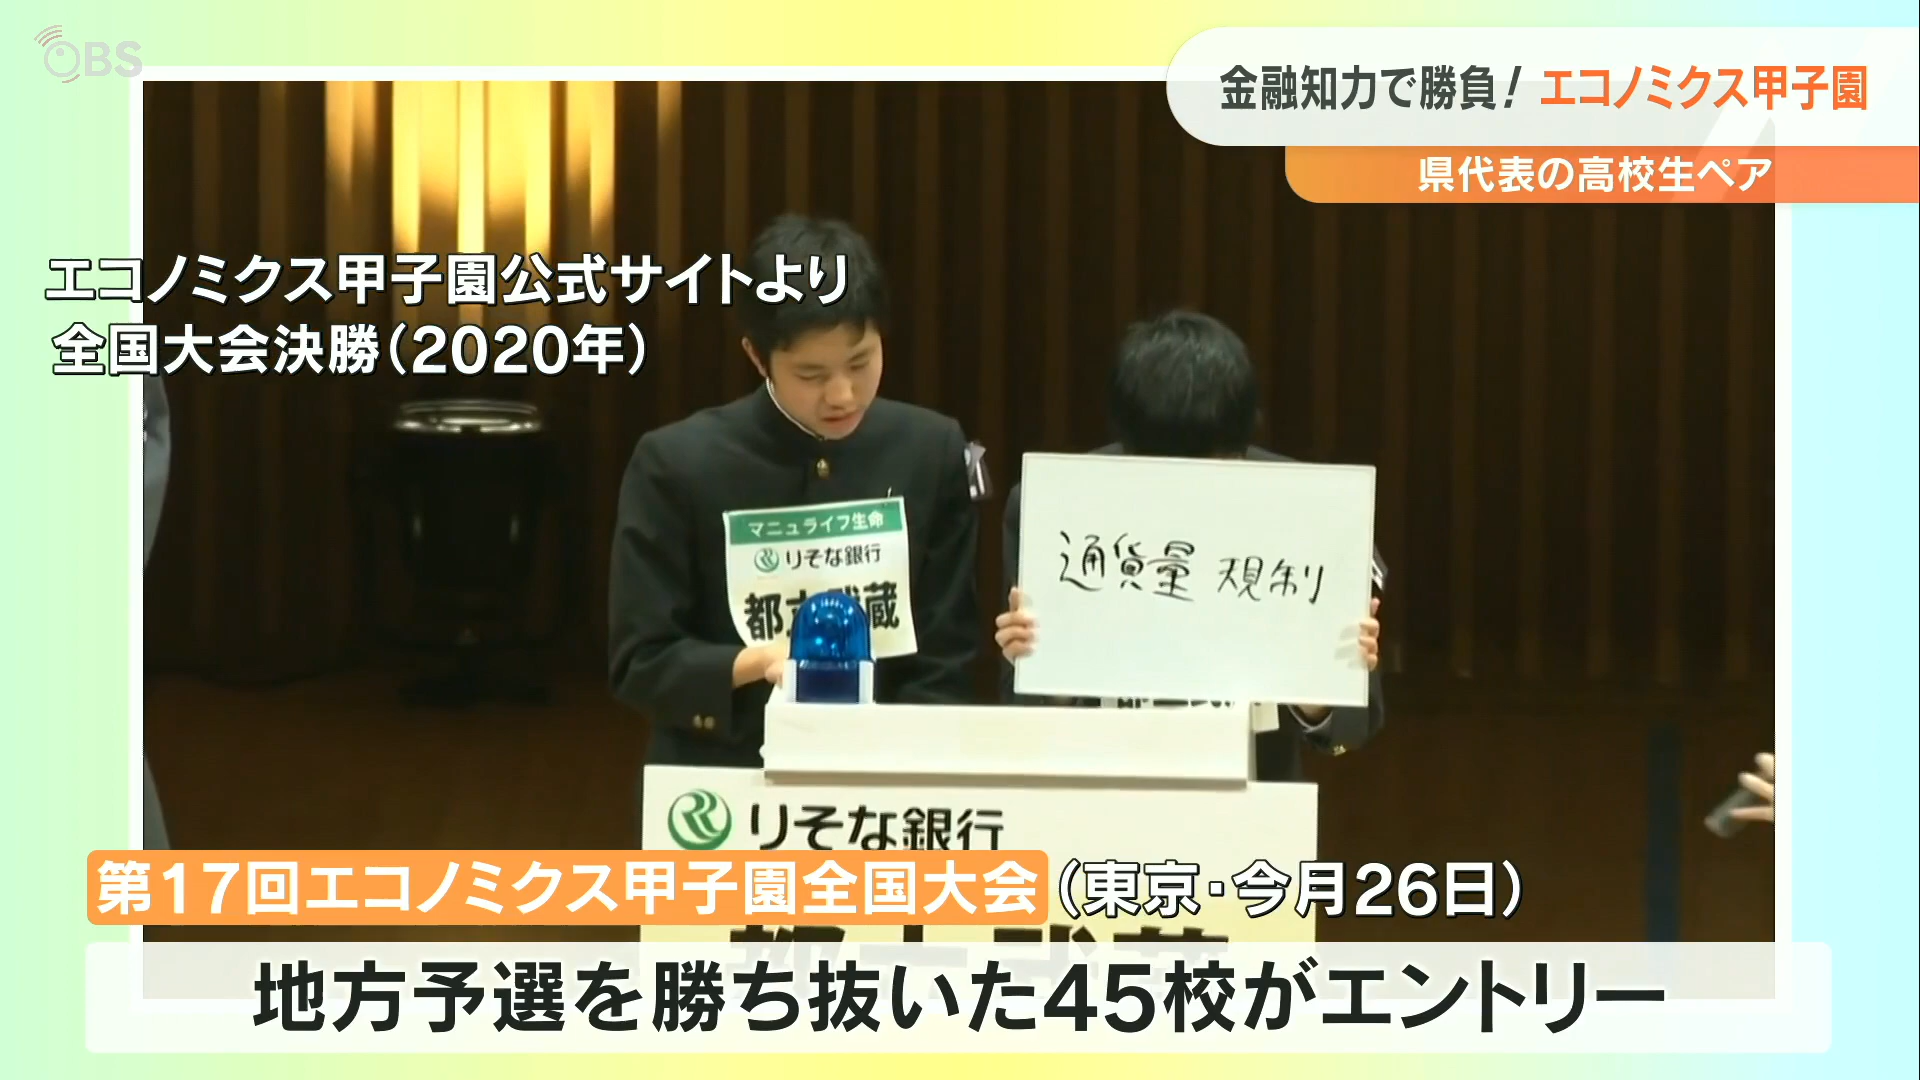 OBS
金融知力で勝負！ エコノミクス甲子園
県代表の高校生ペア
エコノミクス甲子園公式サイトより
全国大会決勝(2020年)
マニュライフ生命
りそな銀行
都立武蔵
通貨量 規制
りそな銀行
第17回エコノミクス甲子園全国大会 (東京・今月26日)
地方予選を勝ち抜いた45校がエントリー